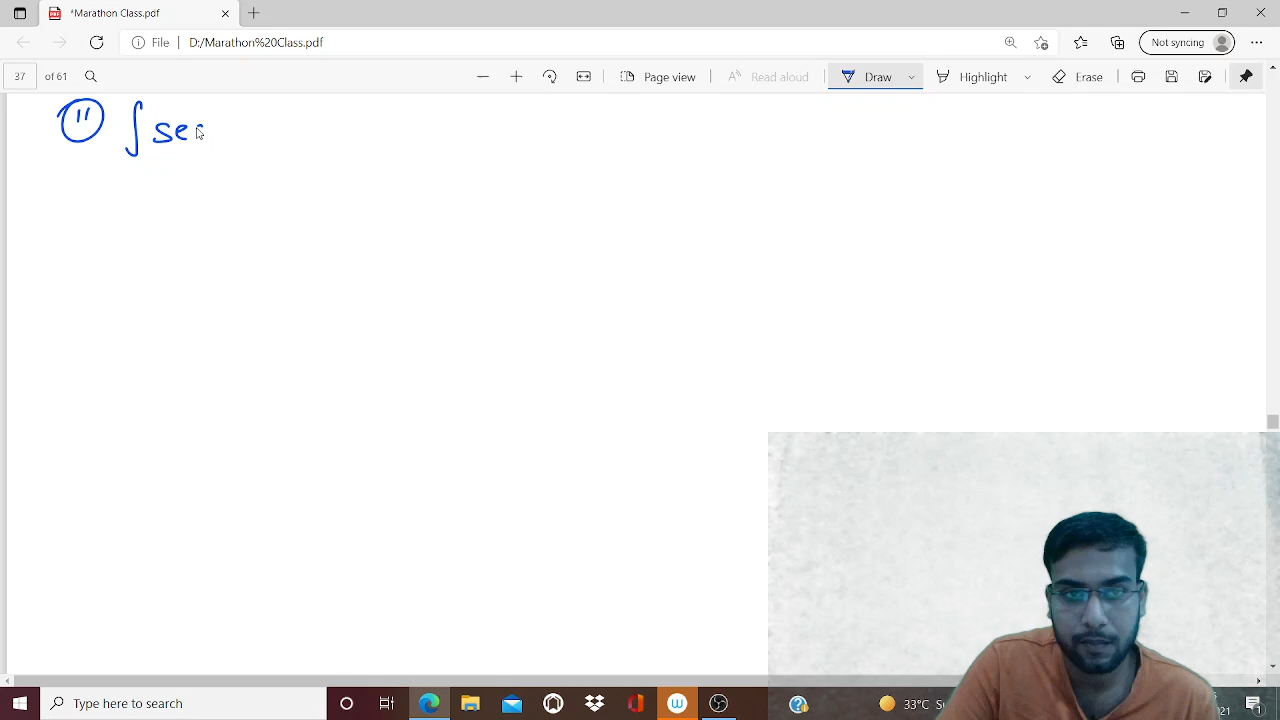 *Marathon Class.pdf
File D:/Marathon%20Class.pdf
Not syncing
37 of 61
Page view
Read aloud
Draw
Highlight
Erase
11 ∫ se
Type here to search
33°C
21